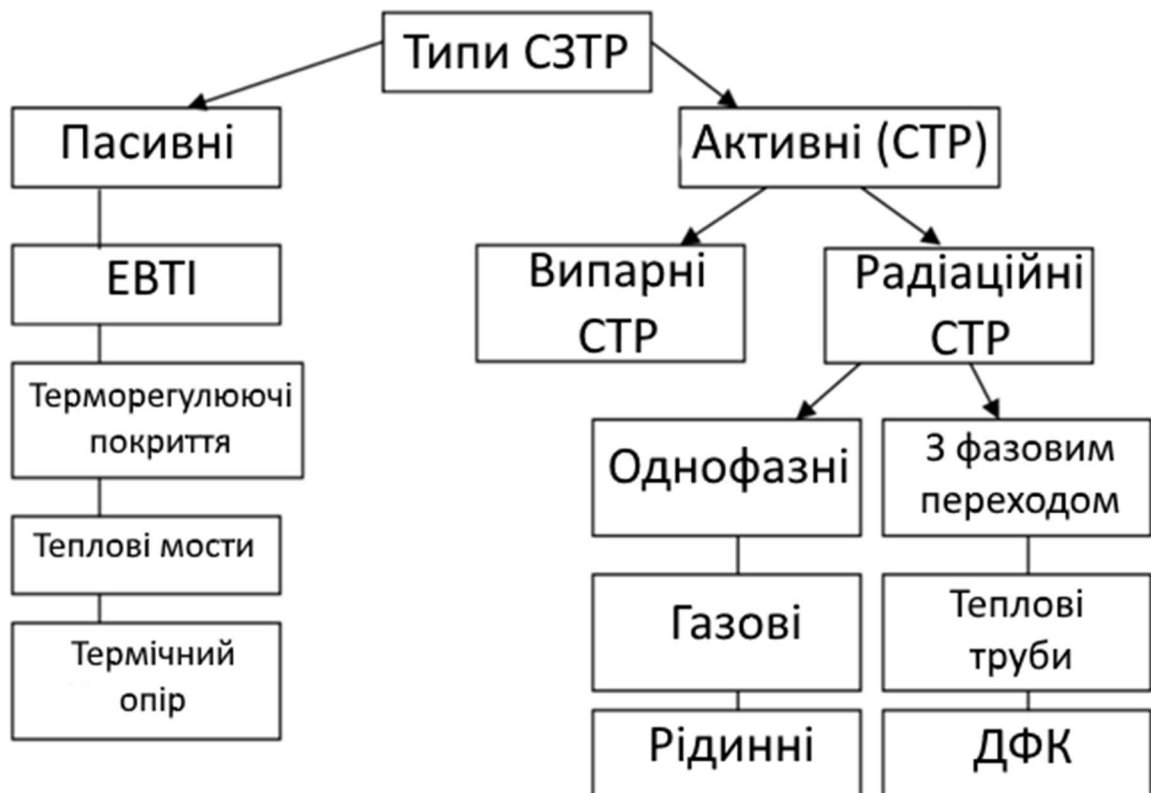 Типи СЗТР
Пасивні
Активні (СТР)
ЕВТІ
Випарні
СТР
Радіаційні
СТР
Терморегулюючі
покриття
Однофазні
З фазовим
переходом
Теплові мости
Газові
Теплові
труби
Термічний
опір
Рідинні
ДФК